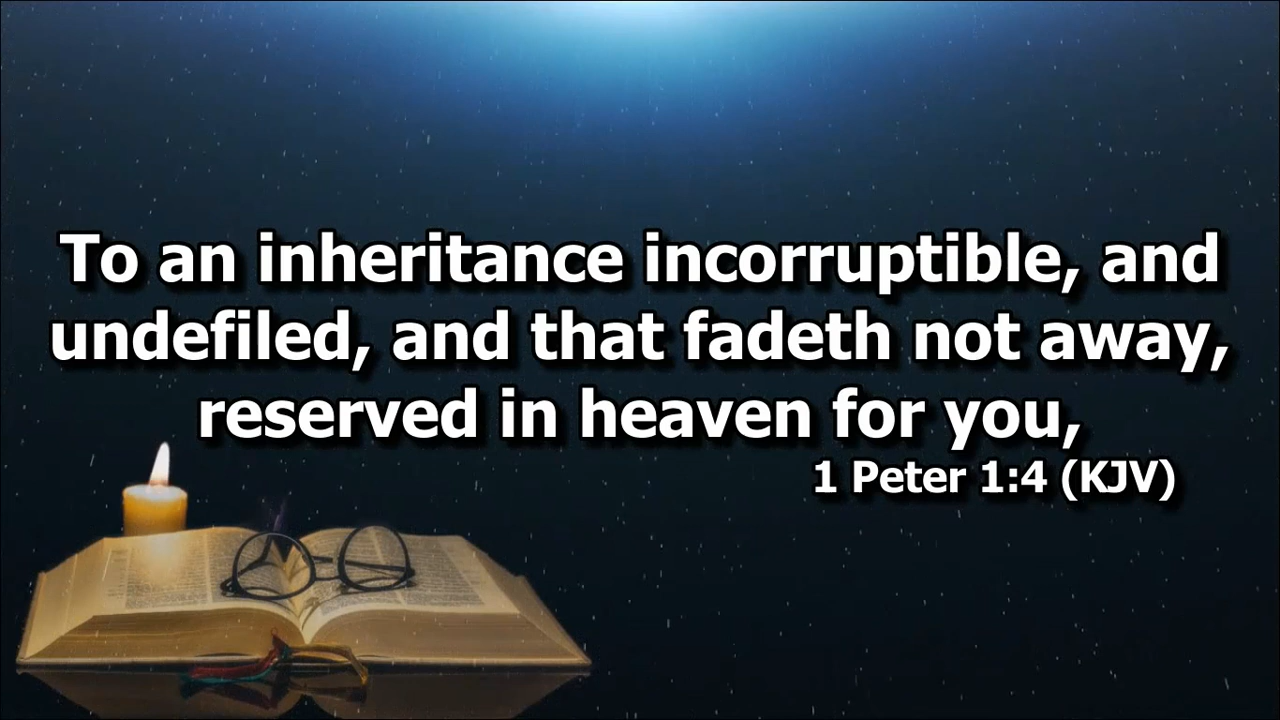 To an inheritance incorruptible, and
undefiled, and that fadeth not away,
reserved in heaven for you,
1 Peter 1:4 (KJV)